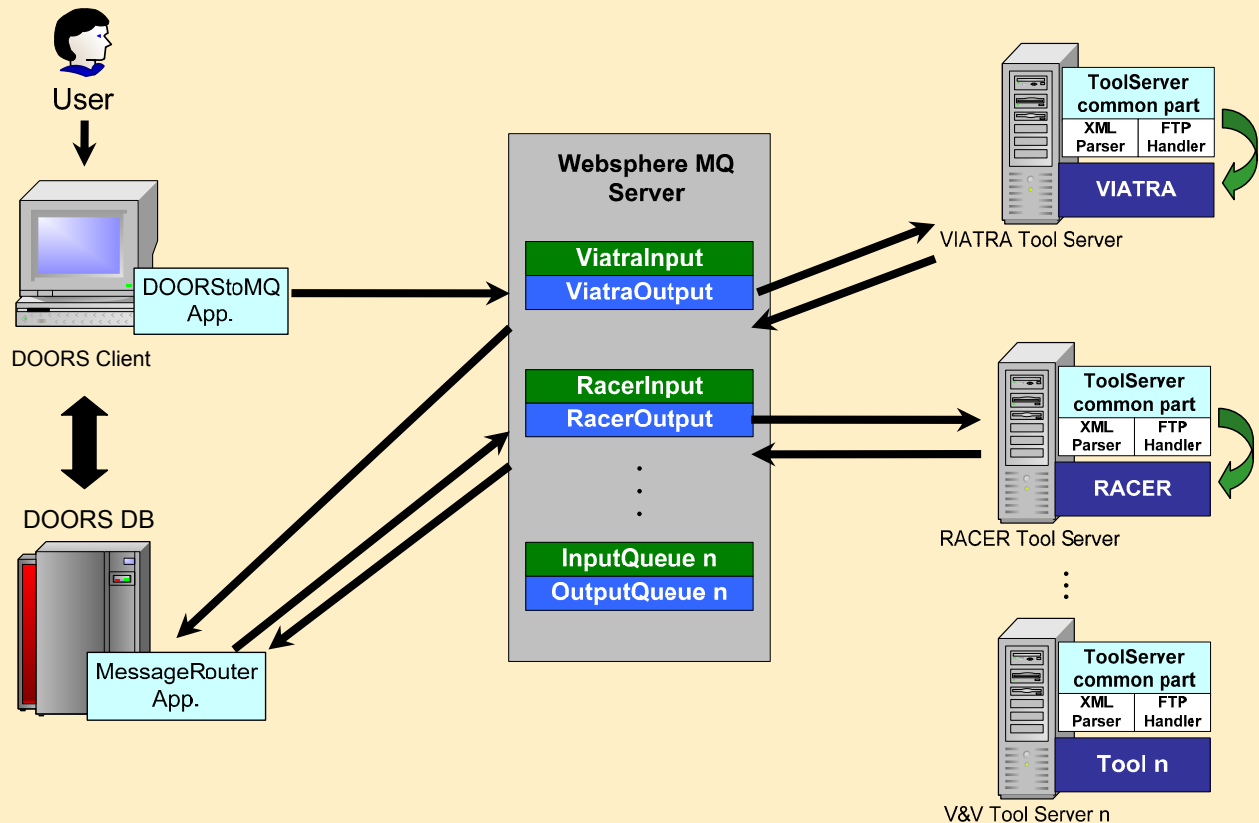 User
DOORStoMQ
App.
DOORS Client
DOORS DB
MessageRouter
App.
Websphere MQ
Server
ViatraInput
ViatraOutput
RacerInput
RacerOutput
InputQueue n
OutputQueue n
ToolServer
common part
XML
Parser
FTP
Handler
VIATRA
VIATRA Tool Server
ToolServer
common part
XML
Parser
FTP
Handler
RACER
RACER Tool Server
ToolServer
common part
XML
Parser
FTP
Handler
Tool n
V&V Tool Server n